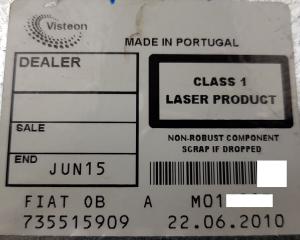 Visteon
MADE IN PORTUGAL
DEALER
CLASS 1
LASER PRODUCT
SALE
NON-ROBUST COMPONENT
SCRAP IF DROPPED
END JUN15
FIAT OB A M01
735515909 22.06.2010